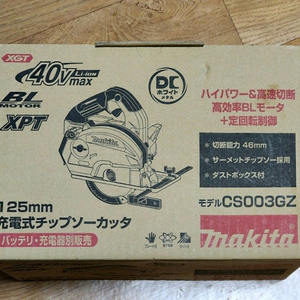 XGT
40Vmax Li-ion
BL
MOTOR
XPT
DC
ホワイト
メタル
ハイパワー&高速切断
高効率BLモータ
+定回転制御
• 切断能力 46mm
• サーメットチップソー採用
• ダストボックス付
モデルCS003GZ
makita
125mm
充電式チップソーカッタ
バッテリ・充電器別販売